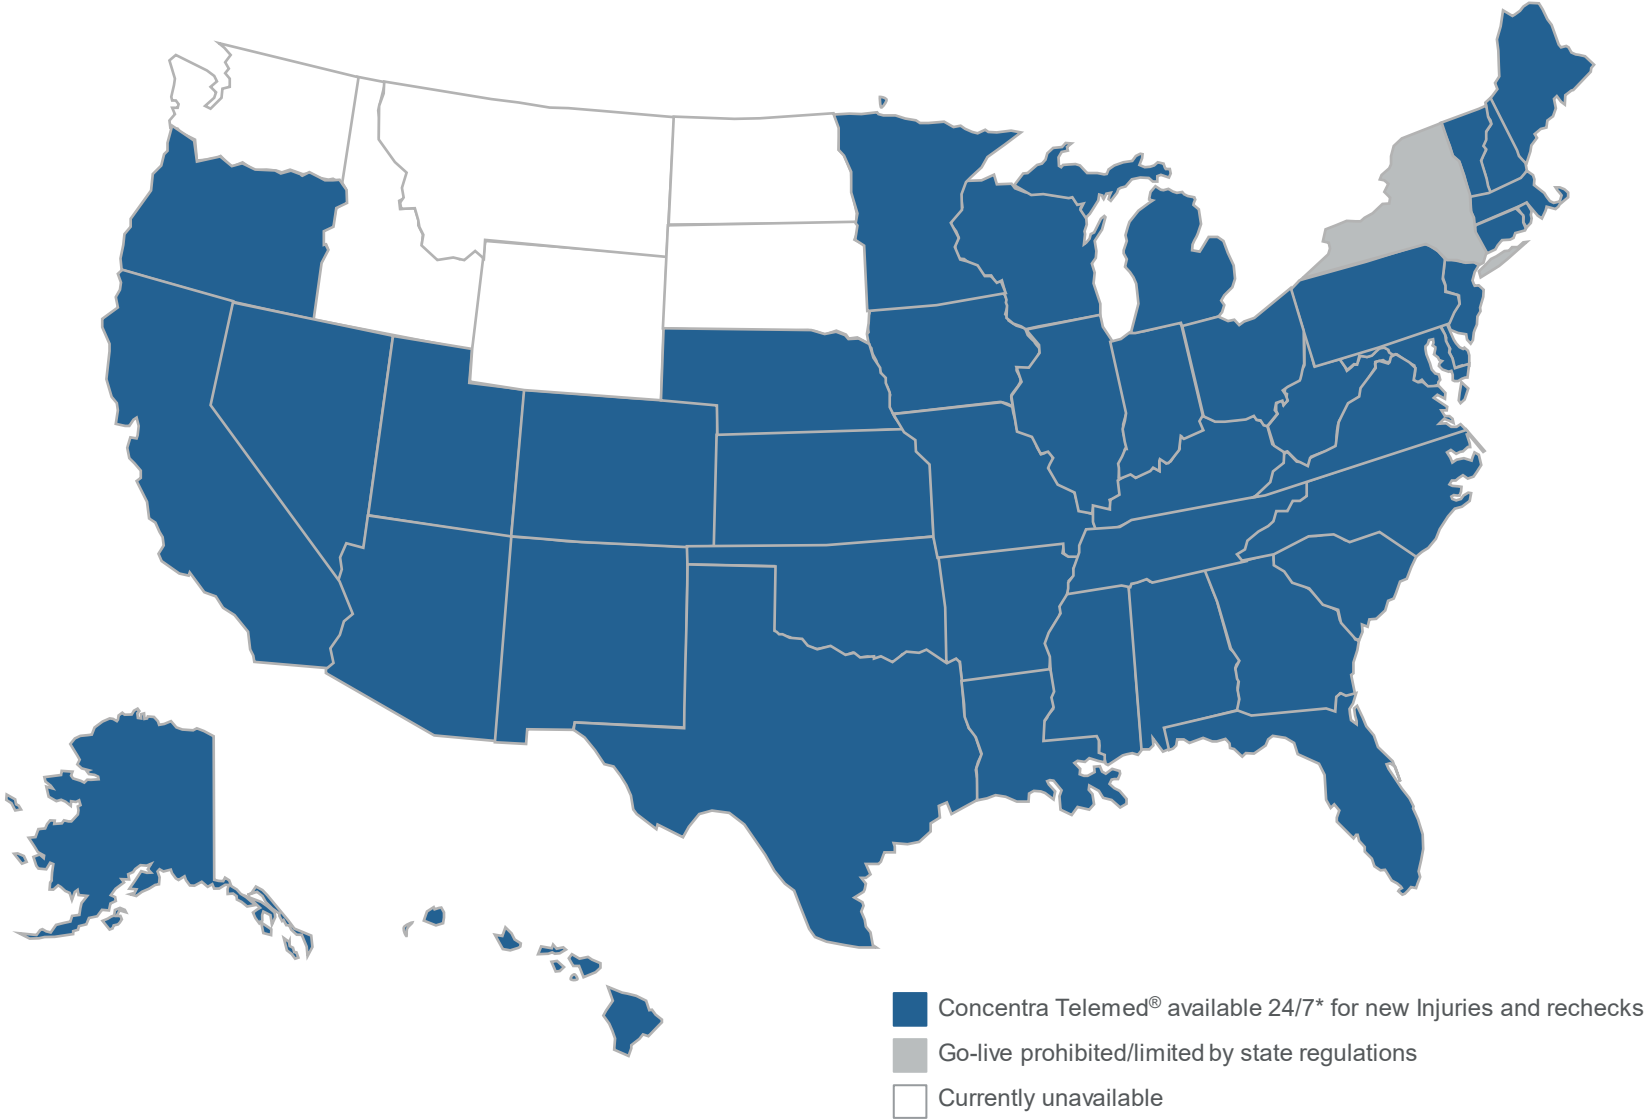 Concentra Telemed® available 24/7* for new Injuries and rechecks
Go-live prohibited/limited by state regulations
Currently unavailable